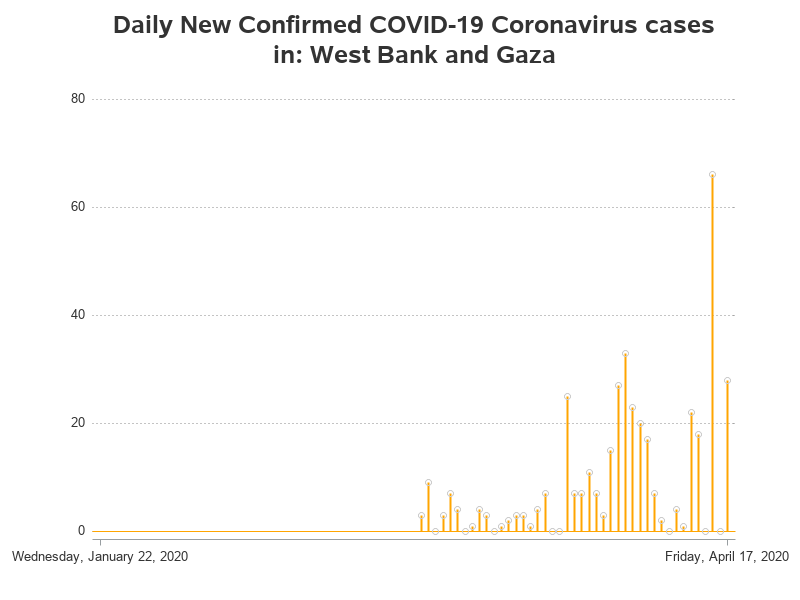 Daily New Confirmed COVID-19 Coronavirus cases
in: West Bank and Gaza
80
60
40
20
0
Wednesday, January 22, 2020
Friday, April 17, 2020